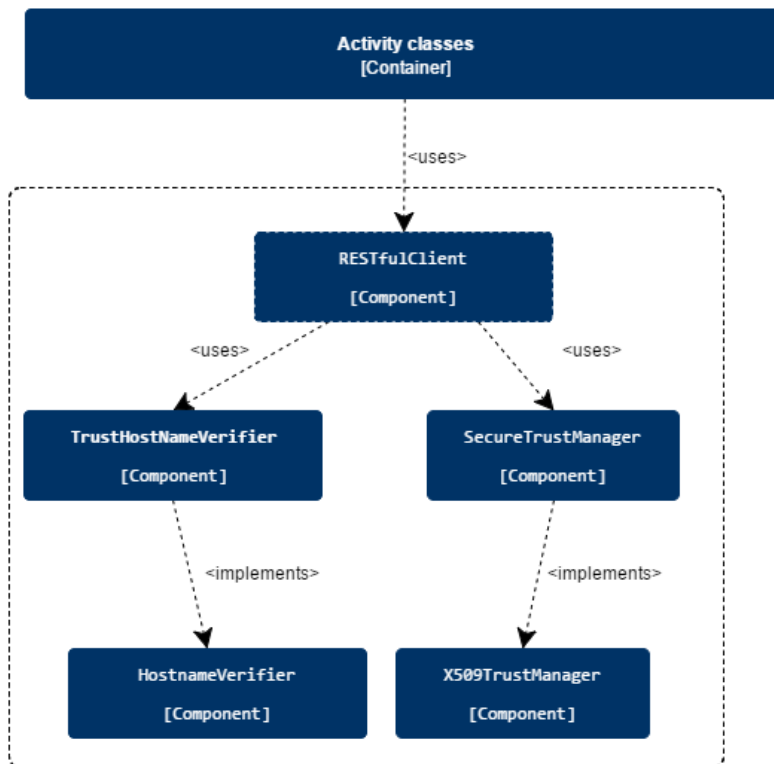 Activity classes
[Container]
<uses>
RESTfulClient
[Component]
<uses>
<uses>
TrustHostNameVerifier
[Component]
SecureTrustManager
[Component]
<implements>
<implements>
HostnameVerifier
[Component]
X509TrustManager
[Component]